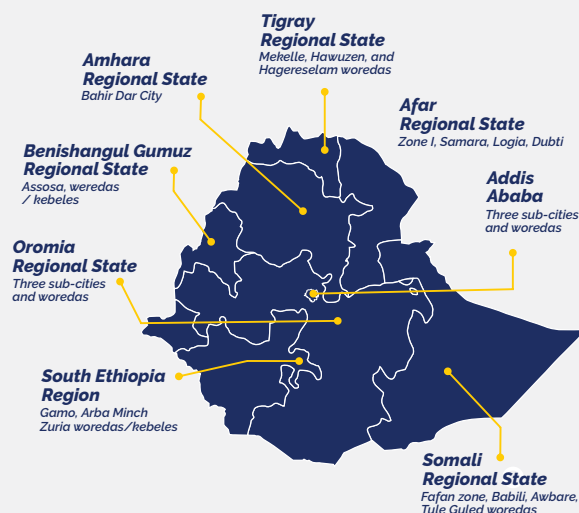 Tigray
Regional State
Mekelle, Hawuzen, and
Hagereselam woredas
Amhara
Regional State
Bahir Dar City
Afar
Regional State
Zone I, Samara, Logia, Dubti
Benishangul Gumuz
Regional State
Assosa, weredas
/ kebeles
Addis
Ababa
Three sub-cities
and woredas
Oromia
Regional State
Three sub-cities
and woredas
South Ethiopia
Region
Gamo, Arba Minch
Zuria woredas/kebeles
Somali
Regional State
Fafan zone, Babili, Awbare,
Tule Guled woredas